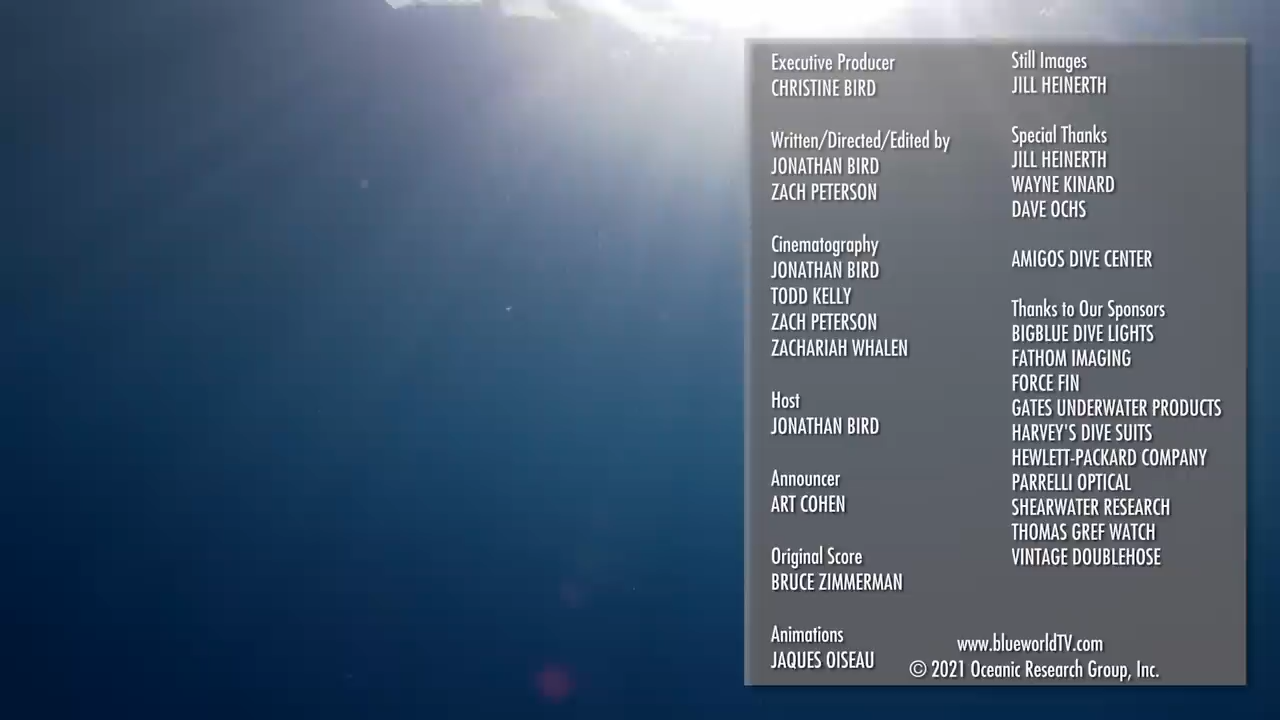 Executive Producer
CHRISTINE BIRD
Written/Directed/Edited by
JONATHAN BIRD
ZACH PETERSON
Cinematography
JONATHAN BIRD
TODD KELLY
ZACH PETERSON
ZACHARIAH WHALEN
Host
JONATHAN BIRD
Announcer
ART COHEN
Original Score
BRUCE ZIMMERMAN
Animations
JAQUES OISEAU
Still Images
JILL HEINERTH
Special Thanks
JILL HEINERTH
WAYNE KINARD
DAVE OCHS
AMIGOS DIVE CENTER
Thanks to Our Sponsors
BIGBLUE DIVE LIGHTS
FATHOM IMAGING
FORCE FIN
GATES UNDERWATER PRODUCTS
HARVEY'S DIVE SUITS
HEWLETT-PACKARD COMPANY
PARRELLI OPTICAL
SHEARWATER RESEARCH
THOMAS GREF WATCH
VINTAGE DOUBLEHOSE
www.blueworldTV.com
© 2021 Oceanic Research Group, Inc.